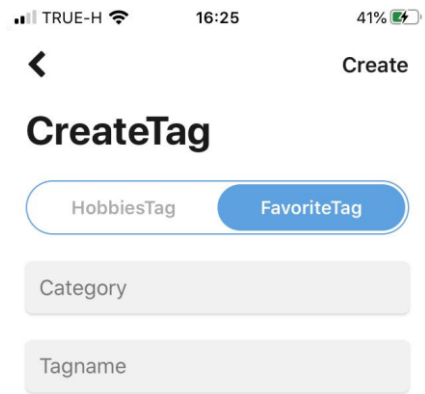 TRUE-H 16:25 41%
Create
CreateTag
HobbiesTag FavoriteTag
Category
Tagname